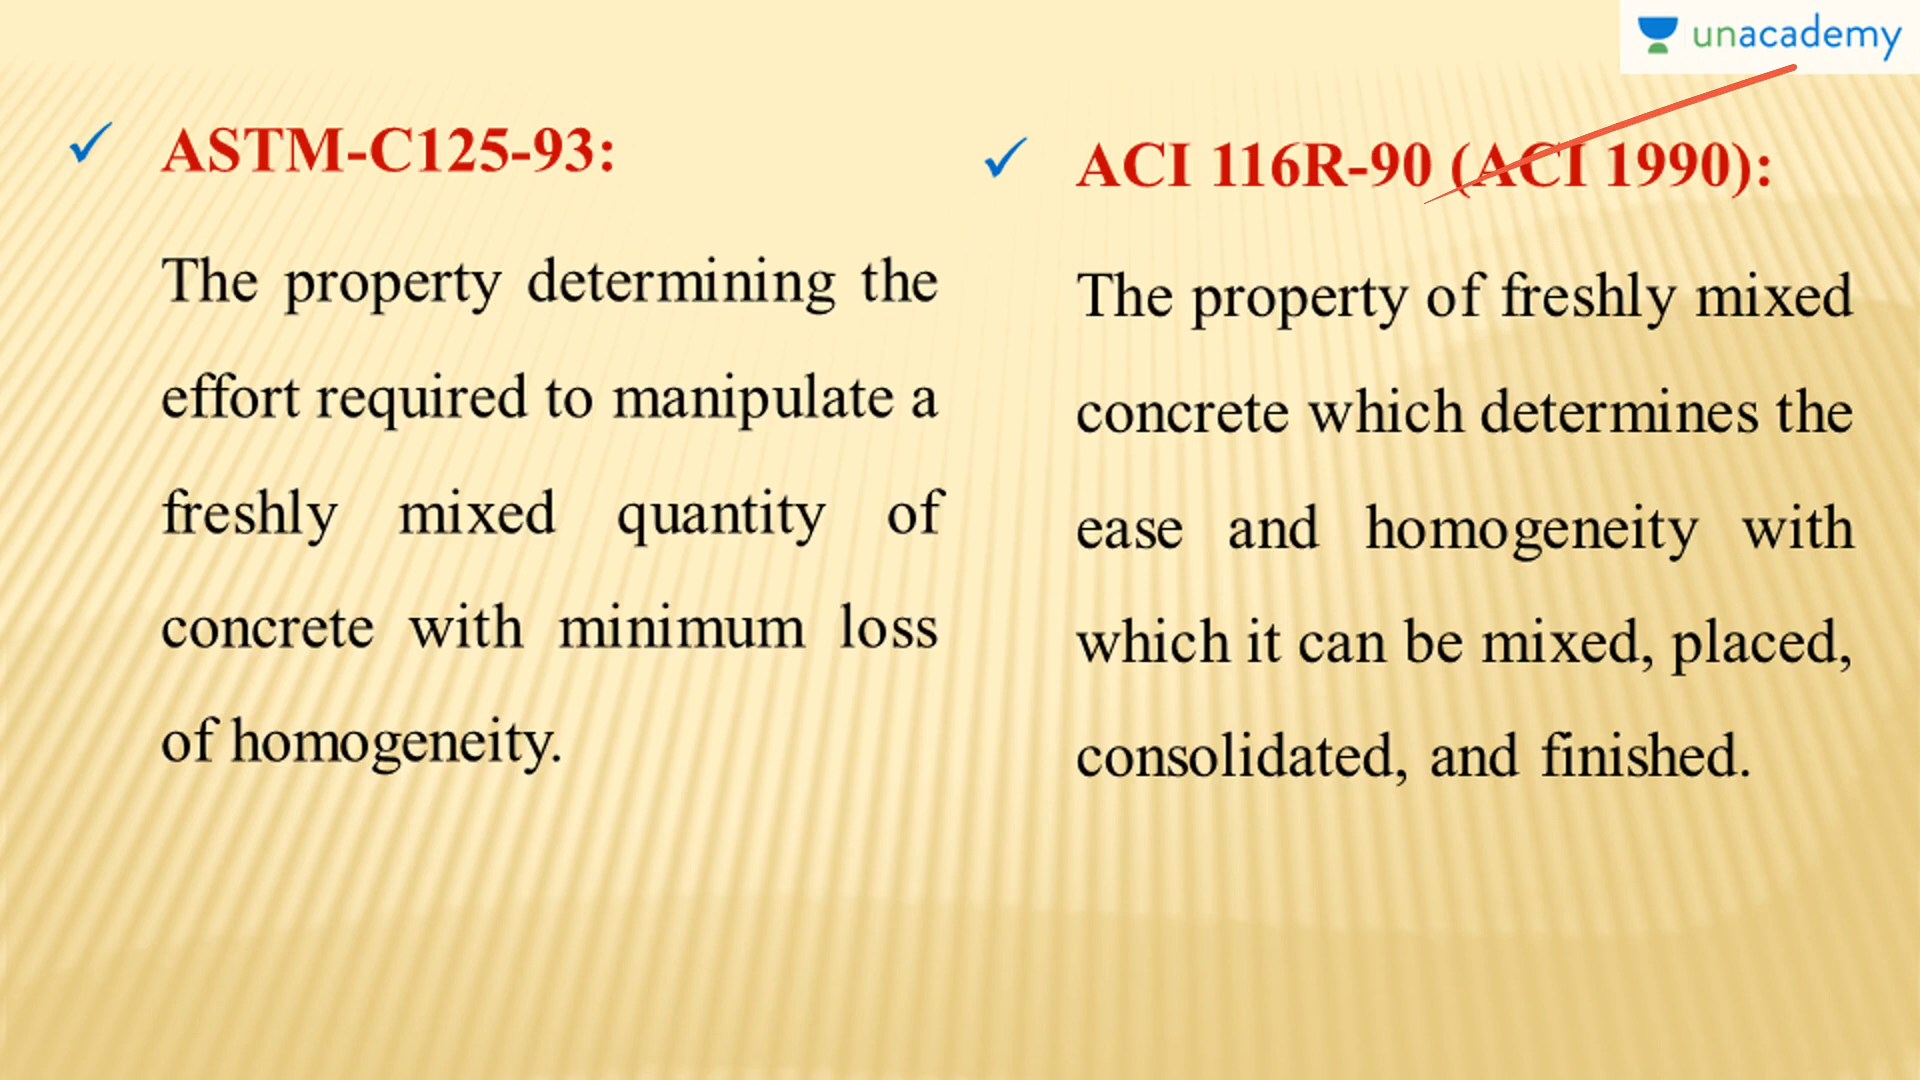 unacademy
ASTM-C125-93:
The property determining the
effort required to manipulate a
freshly mixed quantity of
concrete with minimum loss
of homogeneity.
ACI 116R-90 (ACI 1990):
The property of freshly mixed
concrete which determines the
ease and homogeneity with
which it can be mixed, placed,
consolidated, and finished.